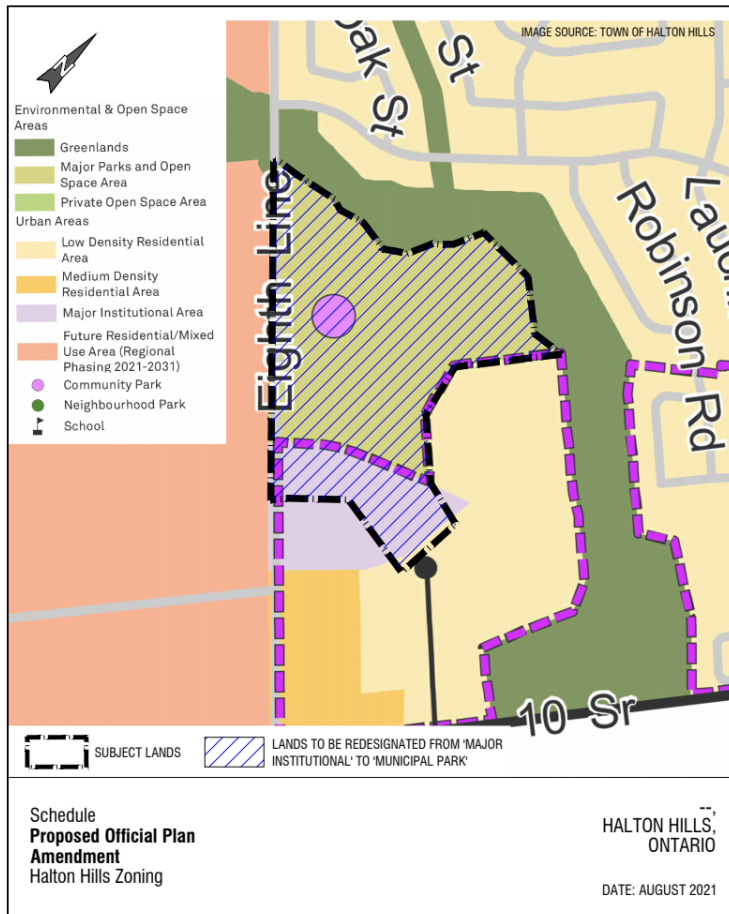 IMAGE SOURCE: TOWN OF HALTON HILLS
N
Environmental & Open Space
Areas
Greenlands
Major Parks and Open
Space Area
Private Open Space Area
Urban Areas
Low Density Residential
Area
Medium Density
Residential Area
Major Institutional Area
Future Residential/Mixed
Use Area (Regional
Phasing 2021-2031)
Community Park
Neighbourhood Park
School
St
St
Eighth Line
Robinson Rd
10 Sr
SUBJECT LANDS
LANDS TO BE REDESIGNATED FROM 'MAJOR
INSTITUTIONAL' TO 'MUNICIPAL PARK'
Schedule
Proposed Official Plan
Amendment
Halton Hills Zoning
--,
HALTON HILLS,
ONTARIO
DATE: AUGUST 2021